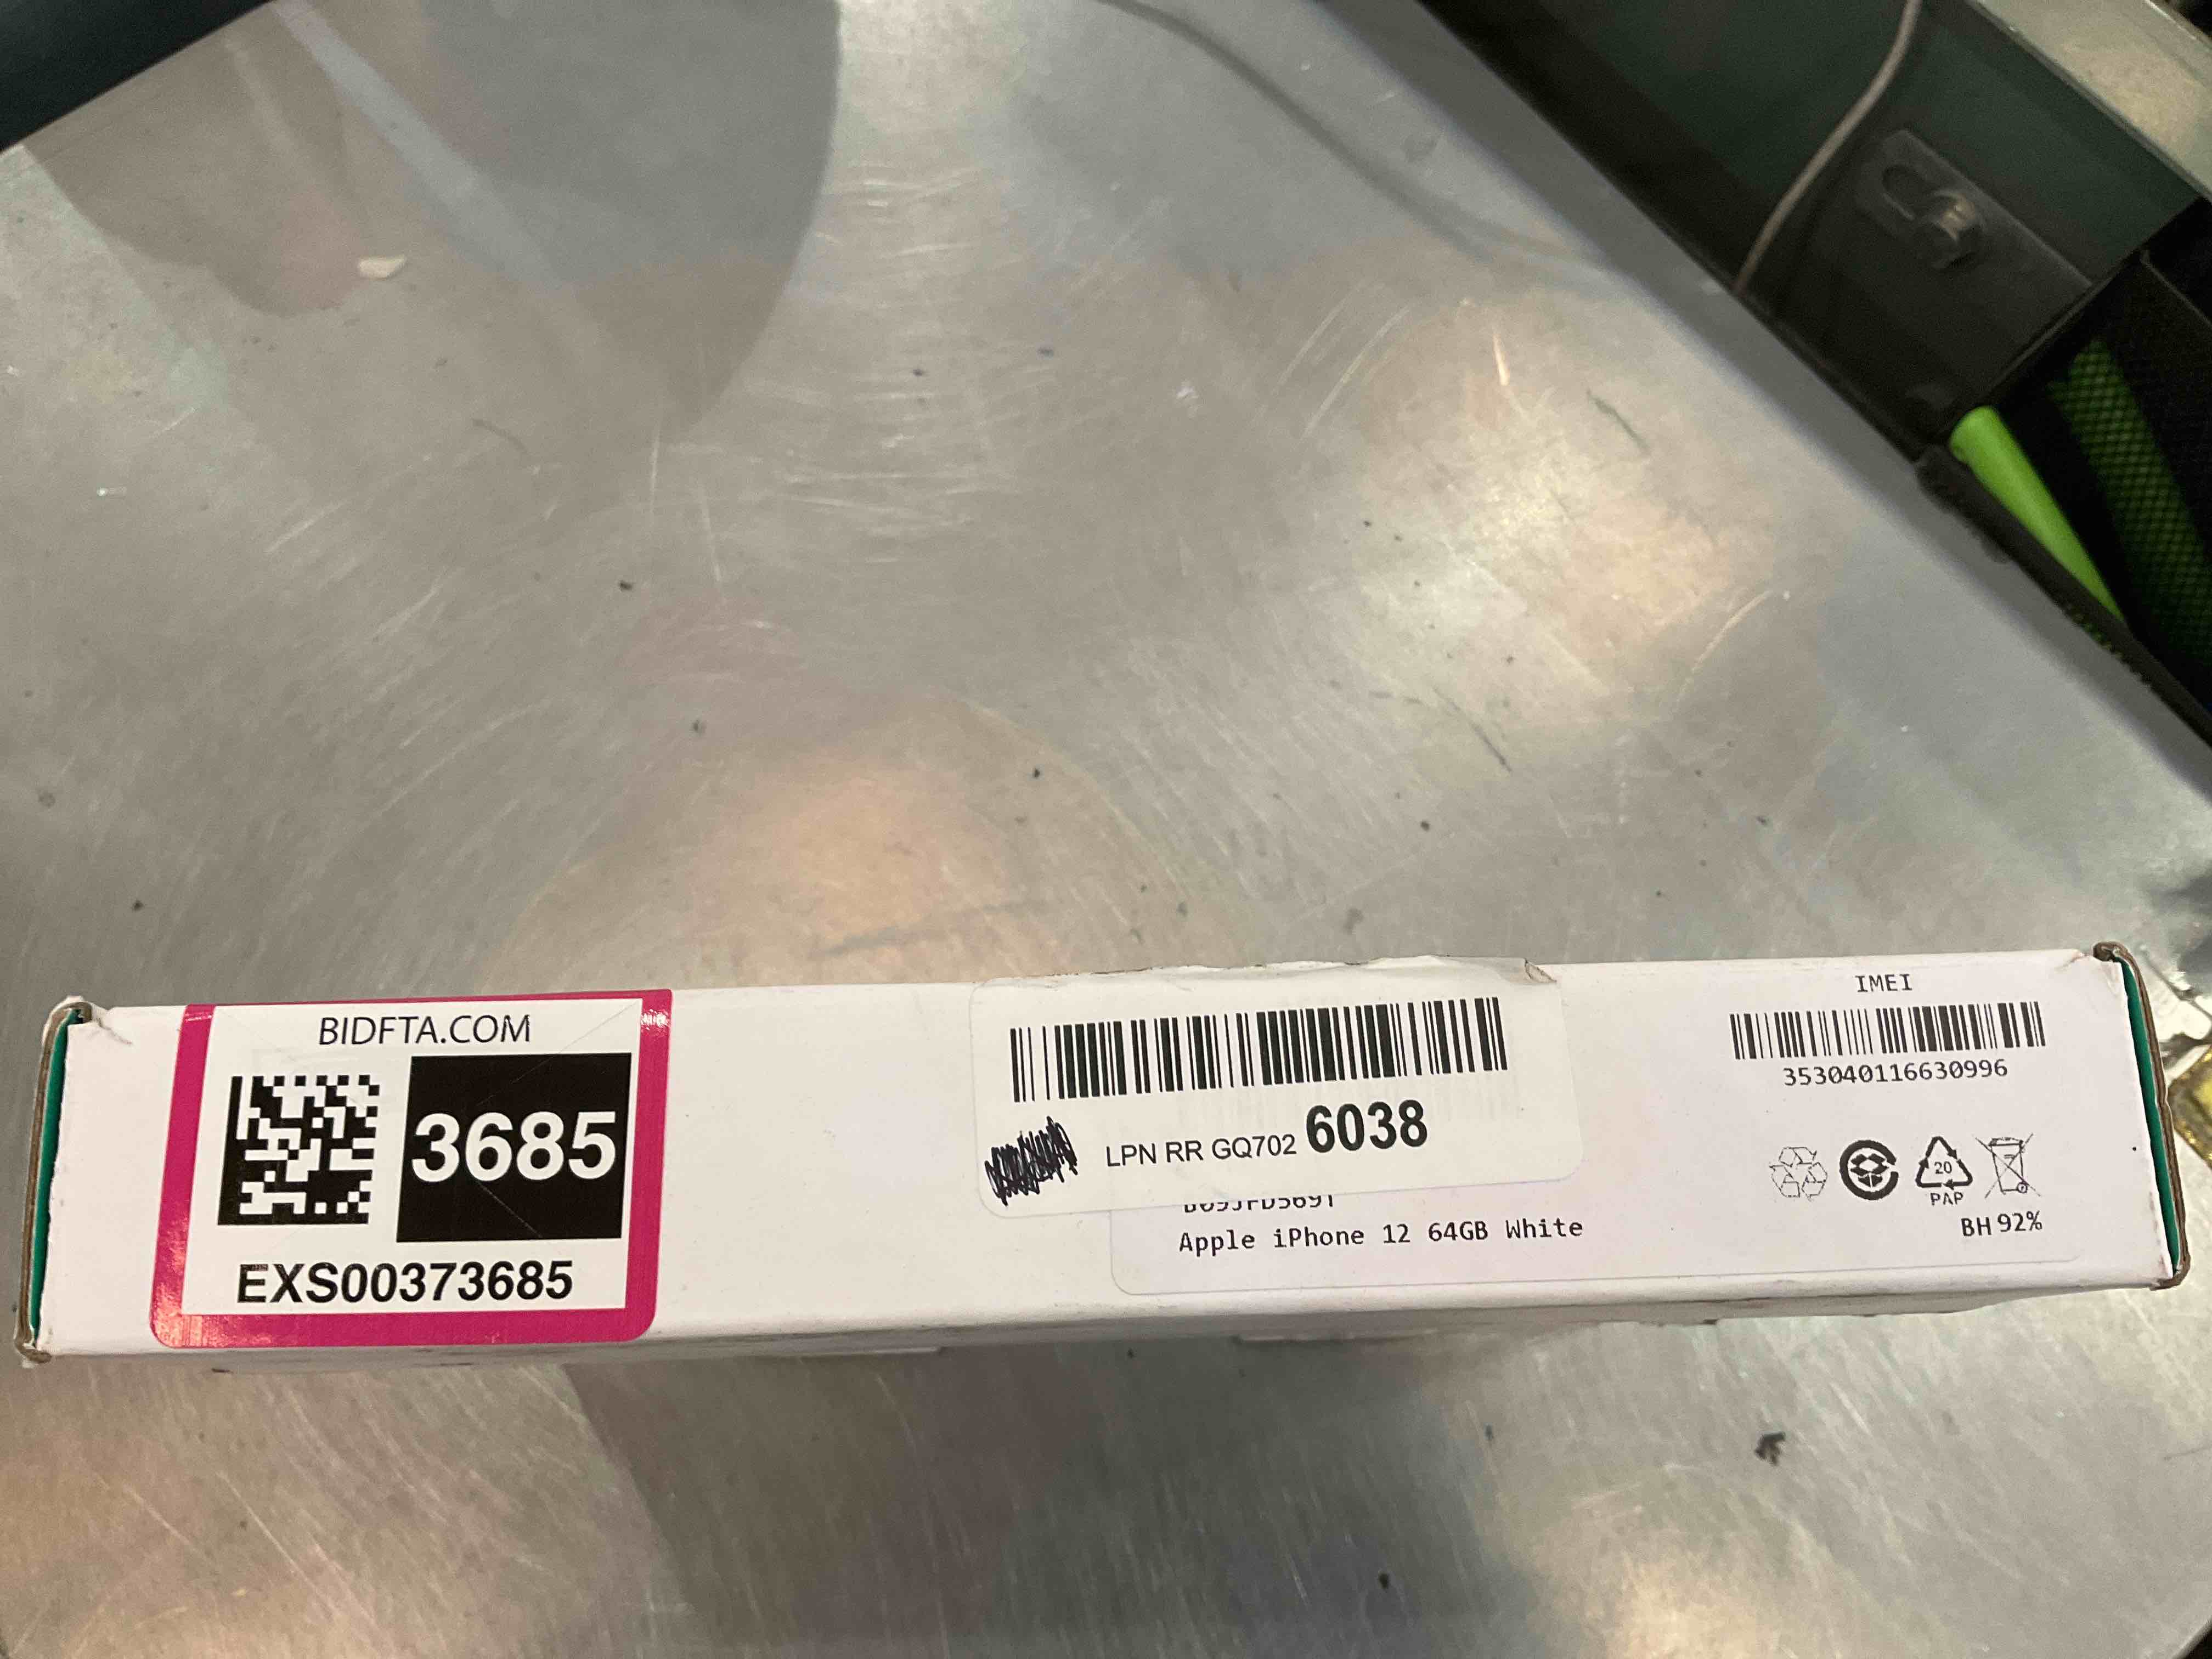 BIDFTA.COM
3685
EXS00373685
LPN RR GQ702 6038
Apple iPhone 12 64GB White
IMEI
353040116630996
20
PAP
BH 92%